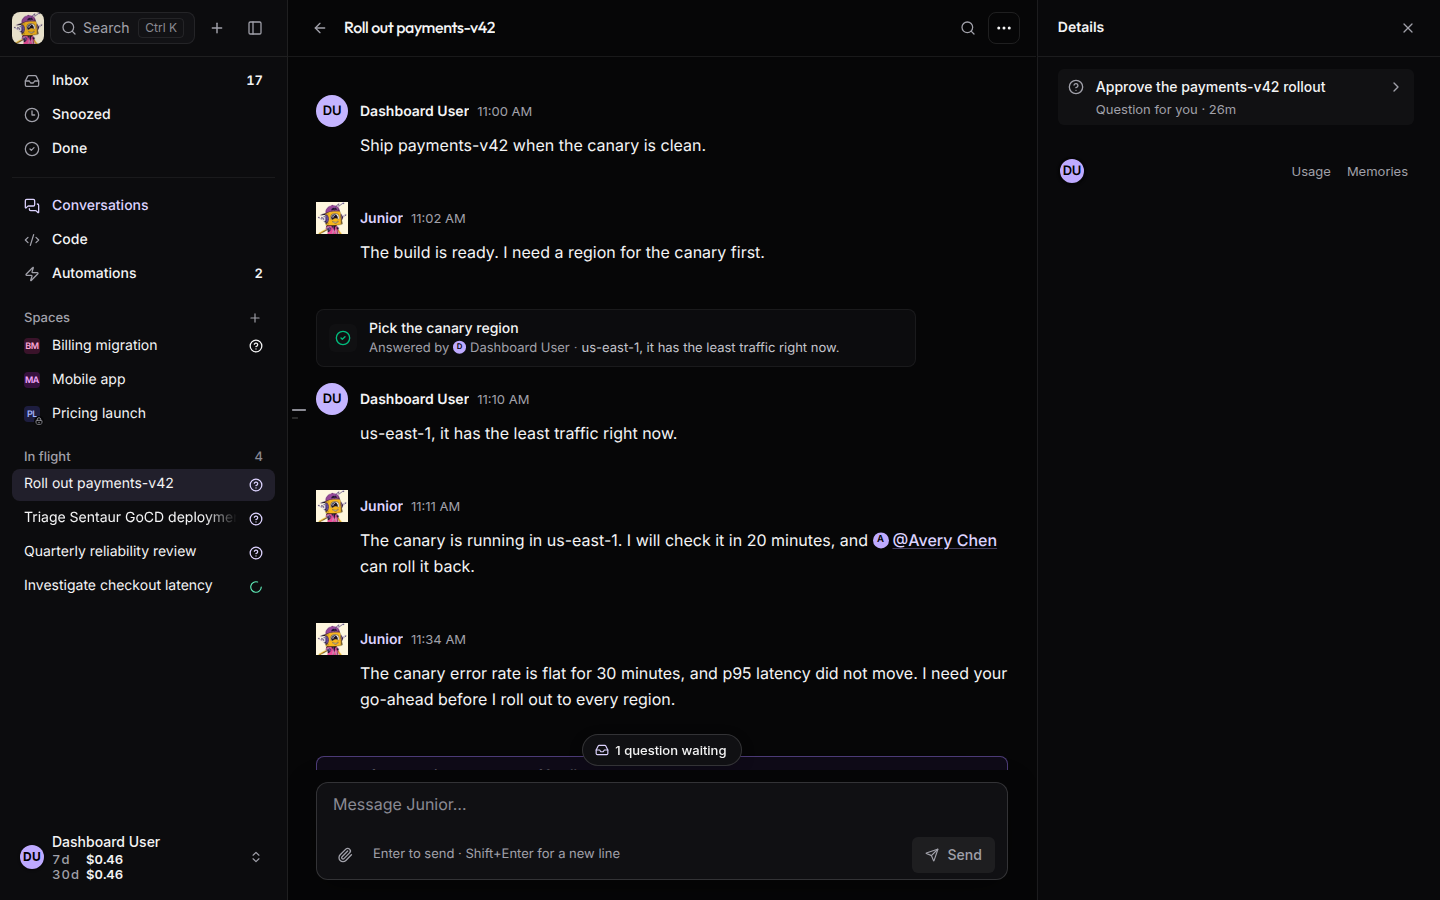 Search Ctrl K
Inbox 17
Snoozed
Done
Conversations
Code
Automations 2
Spaces
BM Billing migration
MA Mobile app
PL Pricing launch
In flight 4
Roll out payments-v42
Triage Sentaur GoCD deployme
Quarterly reliability review
Investigate checkout latency
DU Dashboard User
7d $0.46
30d $0.46
Roll out payments-v42
DU Dashboard User 11:00 AM
Ship payments-v42 when the canary is clean.
Junior 11:02 AM
The build is ready. I need a region for the canary first.
Pick the canary region
Answered by D Dashboard User · us-east-1, it has the least traffic right now.
DU Dashboard User 11:10 AM
us-east-1, it has the least traffic right now.
Junior 11:11 AM
The canary is running in us-east-1. I will check it in 20 minutes, and A @Avery Chen
can roll it back.
Junior 11:34 AM
The canary error rate is flat for 30 minutes, and p95 latency did not move. I need your
go-ahead before I roll out to every region.
1 question waiting
Message Junior...
Enter to send · Shift+Enter for a new line
Send
Details
Approve the payments-v42 rollout
Question for you · 26m
DU Usage Memories